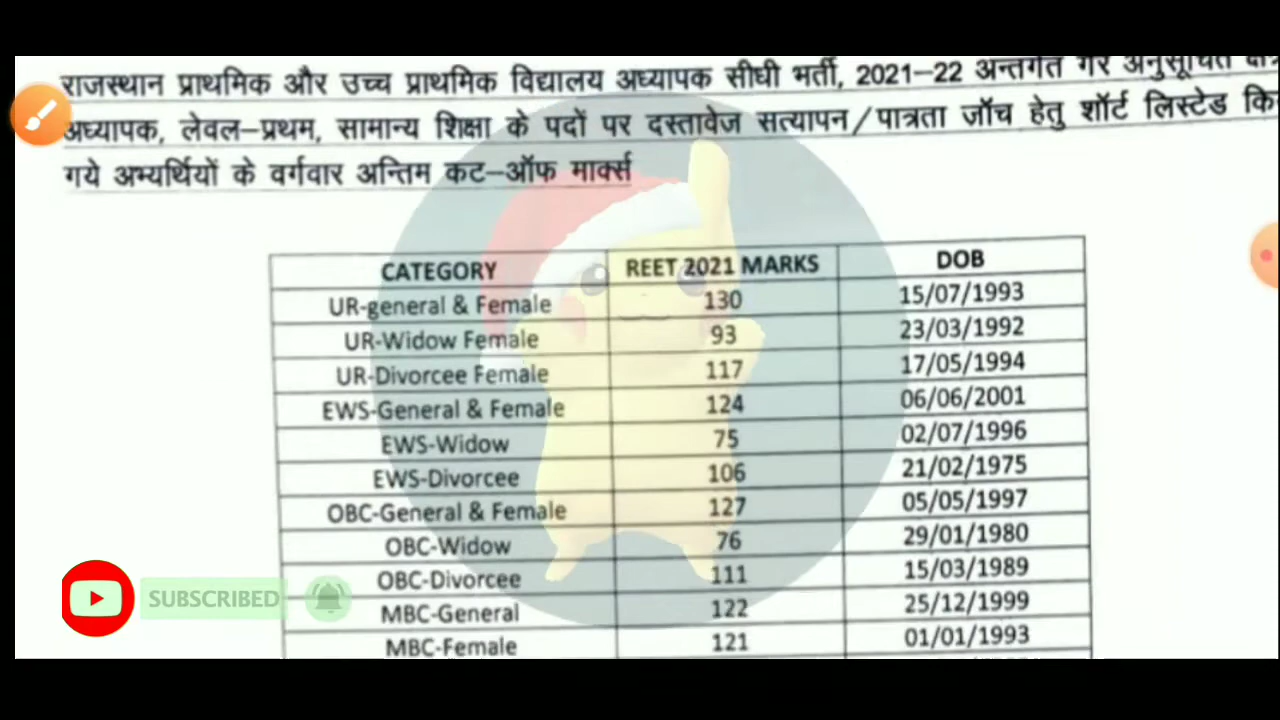 राजस्थान प्राथमिक और उच्च प्राथमिक विद्यालय अध्यापक सीधी भर्ती, 2021-22 अन्तर्गत गैर अनुसूचित
अध्यापक, लेवल-प्रथम, सामान्य शिक्षा के पदों पर दस्तावेज सत्यापन/पात्रता जॉच हेतु शॉर्ट लिस्टेड
गये अभ्यर्थियों के वर्गवार अन्तिम कट-ऑफ मार्क्स
CATEGORY REET 2021 MARKS DOB
UR-general & Female 130 15/07/1993
UR-Widow Female 93 23/03/1992
UR-Divorcee Female 117 17/05/1994
EWS-General & Female 124 06/06/2001
EWS-Widow 75 02/07/1996
EWS-Divorcee 106 21/02/1975
OBC-General & Female 127 05/05/1997
OBC-Widow 76 29/01/1980
OBC-Divorcee 111 15/03/1989
MBC-General 122 25/12/1999
MBC-Female 121 01/01/1993
SUBSCRIBED